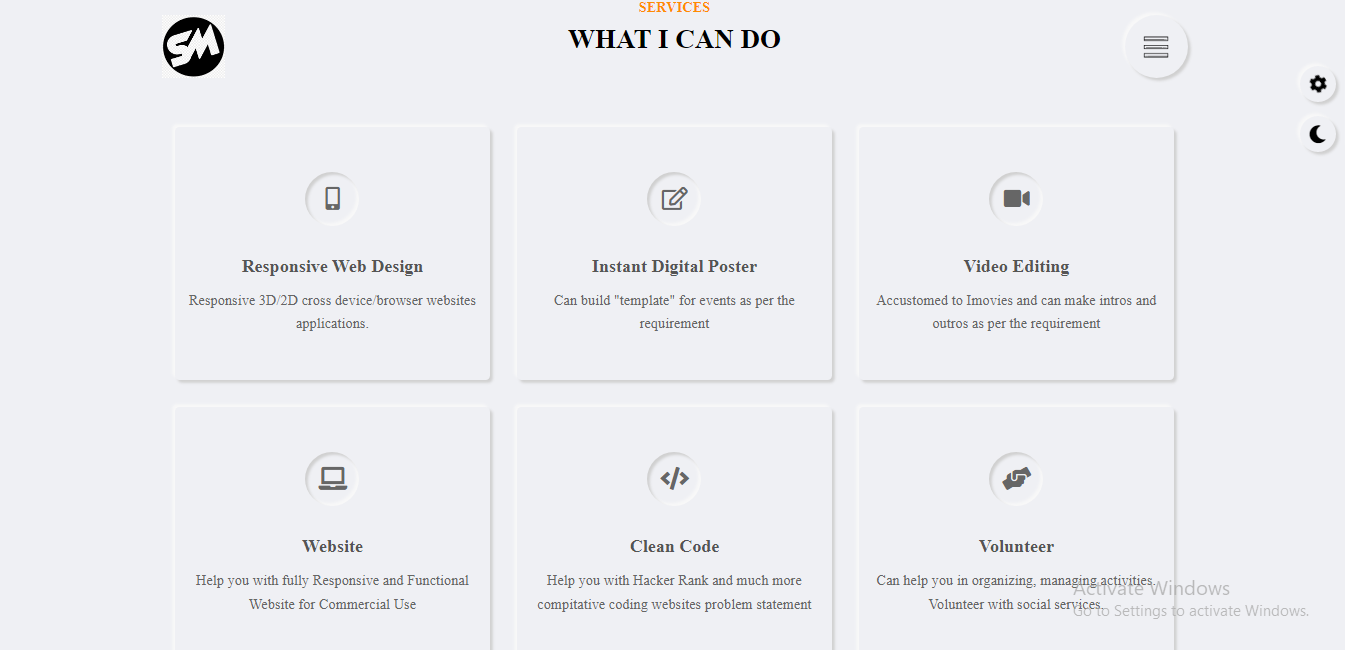 SERVICES
SM
WHAT I CAN DO
Responsive Web Design
Responsive 3D/2D cross device/browser websites
applications.
Instant Digital Poster
Can build "template" for events as per the
requirement
Video Editing
Accustomed to Imovies and can make intros and
outros as per the requirement
Website
Help you with fully Responsive and Functional
Website for Commercial Use
Clean Code
Help you with Hacker Rank and much more
compitative coding websites problem statement
Volunteer
Can help you in organizing, managing activities.
Volunteer with social services.
Activate Windows
Go to Settings to activate Windows.